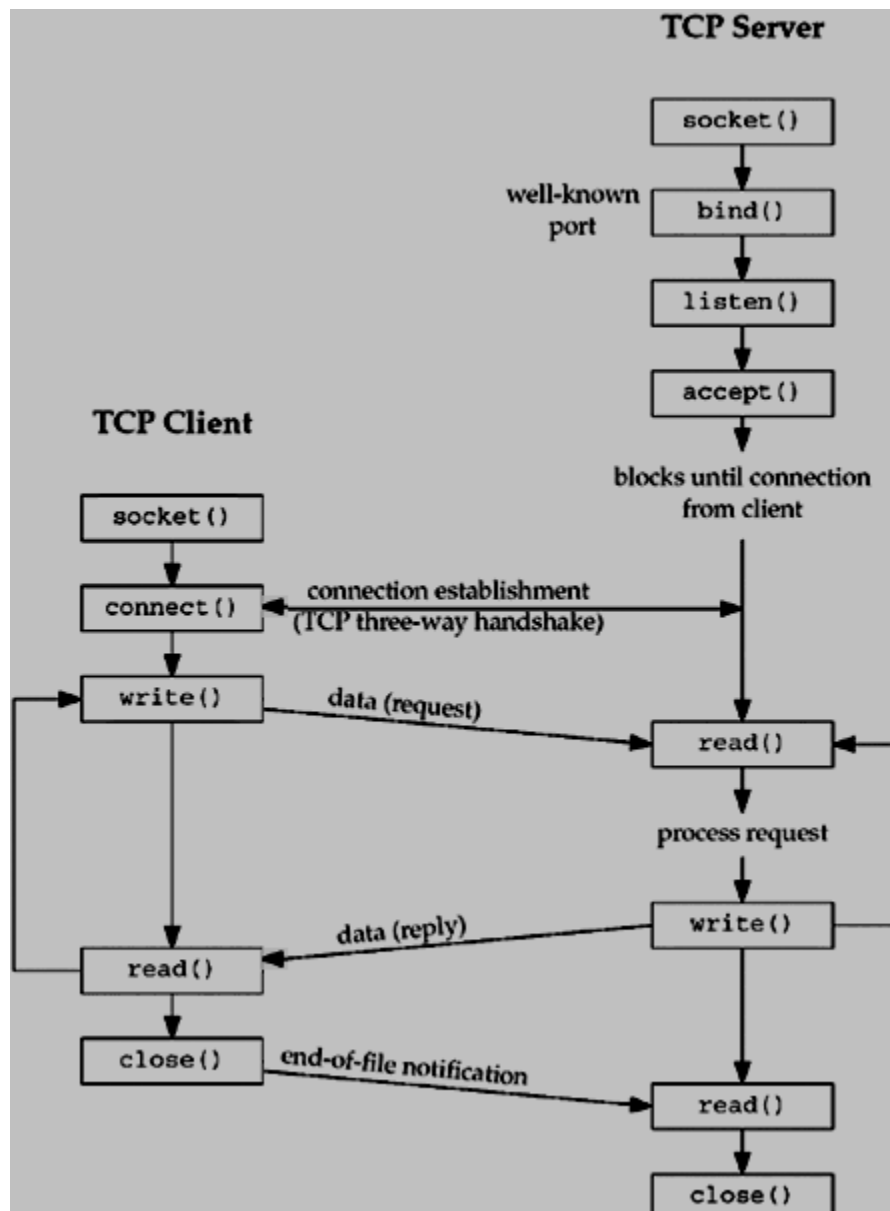 TCP Server
socket()
well-known
port
bind()
listen()
accept()
blocks until connection
from client
TCP Client
socket()
connect()
connection establishment
(TCP three-way handshake)
write()
data (request)
read()
process request
write()
data (reply)
read()
close()
end-of-file notification
read()
close()